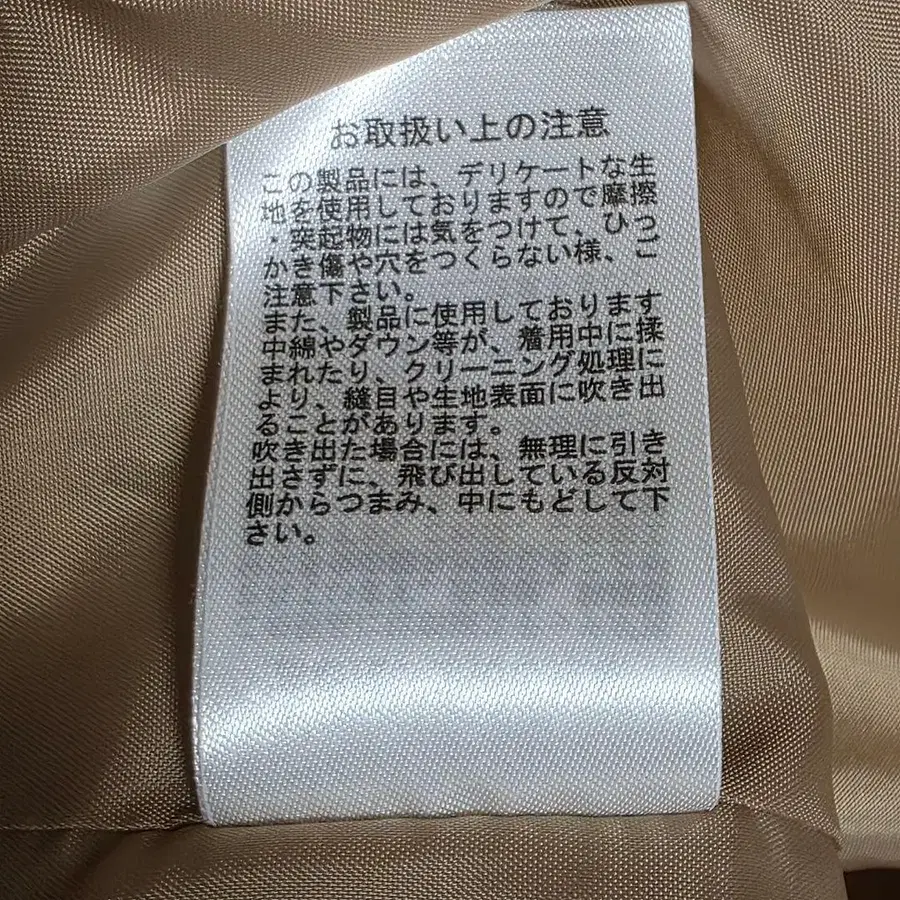 お取扱い上の注意
この製品には、デリケートな生
地を使用しておりますので摩擦
・突起物には気をつけて、ひっ
かき傷や穴をつくらない様、ご
注意下さい。
また、製品に使用しております
中綿やダウン等が、着用中に揉
まれたり、クリーニング処理に
より、縫目や生地表面に吹き出
ることがあります。
吹き出た場合には、無理に引き
出さずに、飛び出している反対
側からつまみ、中にもどして下
さい。